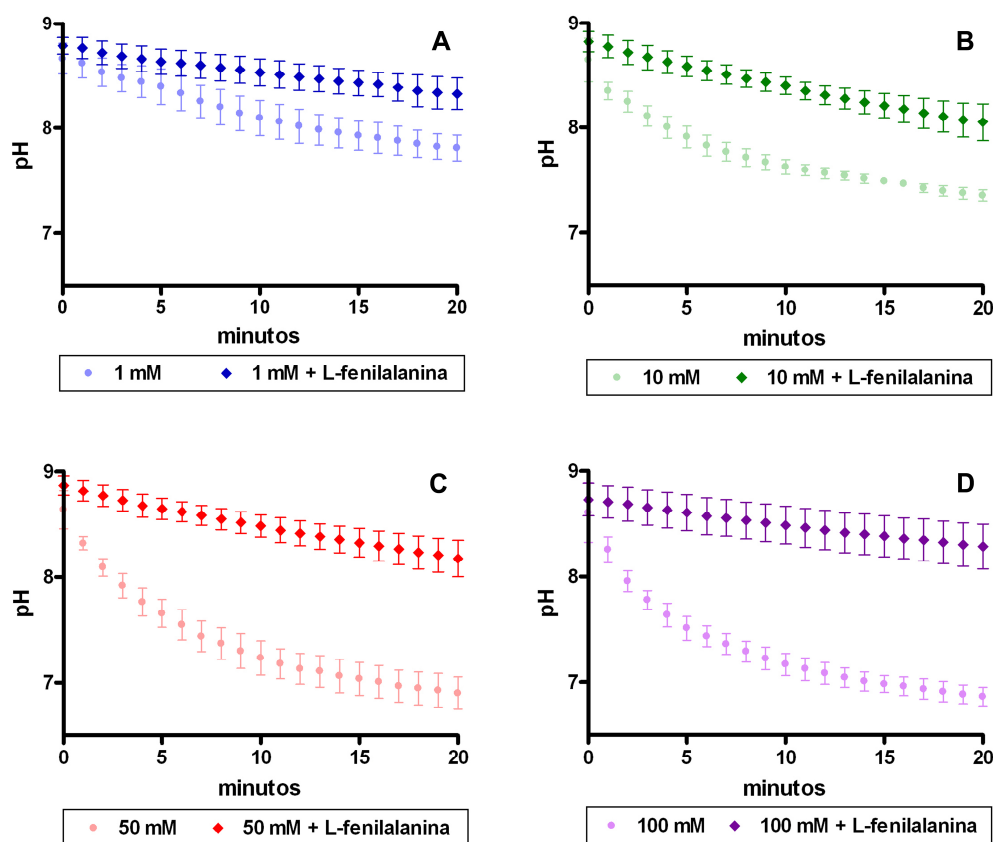 A
9
8
7
pH
0
5
10
15
20
minutos
1 mM
1 mM + L-fenilalanina
B
9
8
7
pH
0
5
10
15
20
minutos
10 mM
10 mM + L-fenilalanina
C
9
8
7
pH
0
5
10
15
20
minutos
50 mM
50 mM + L-fenilalanina
D
9
8
7
pH
0
5
10
15
20
minutos
100 mM
100 mM + L-fenilalanina